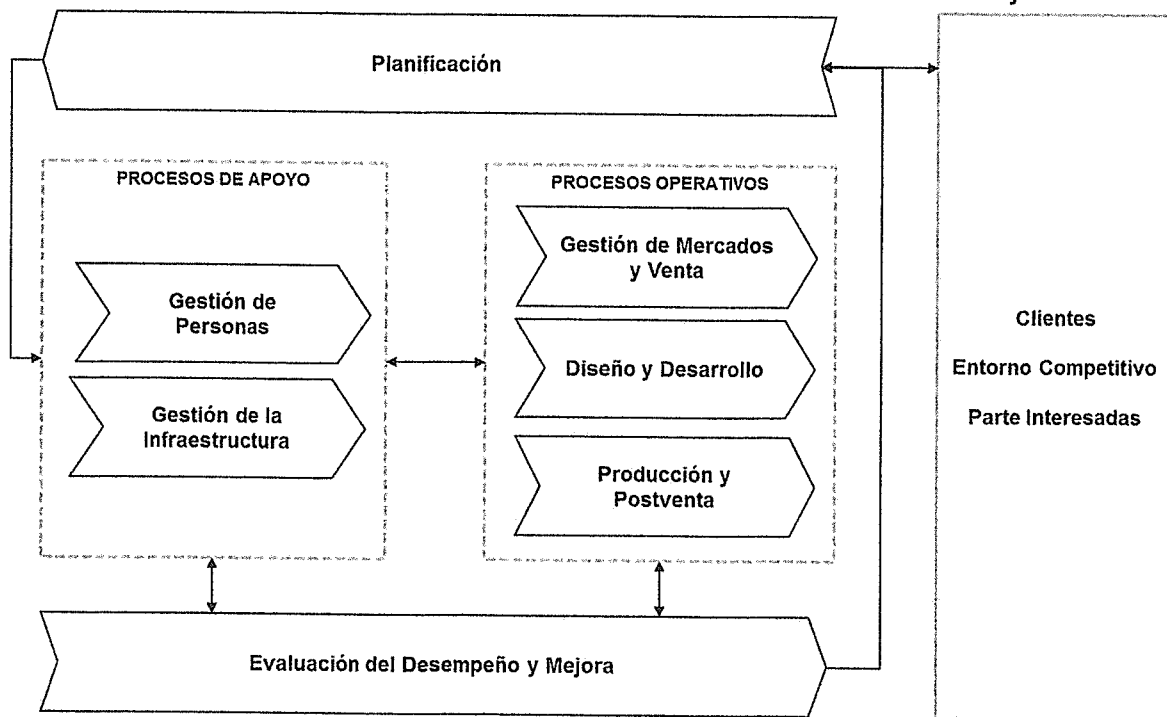 Planificación
PROCESOS DE APOYO
Gestión de
Personas
Gestión de la
Infraestructura
PROCESOS OPERATIVOS
Gestión de Mercados
y Venta
Diseño y Desarrollo
Producción y
Postventa
Clientes
Entorno Competitivo
Parte Interesadas
Evaluación del Desempeño y Mejora